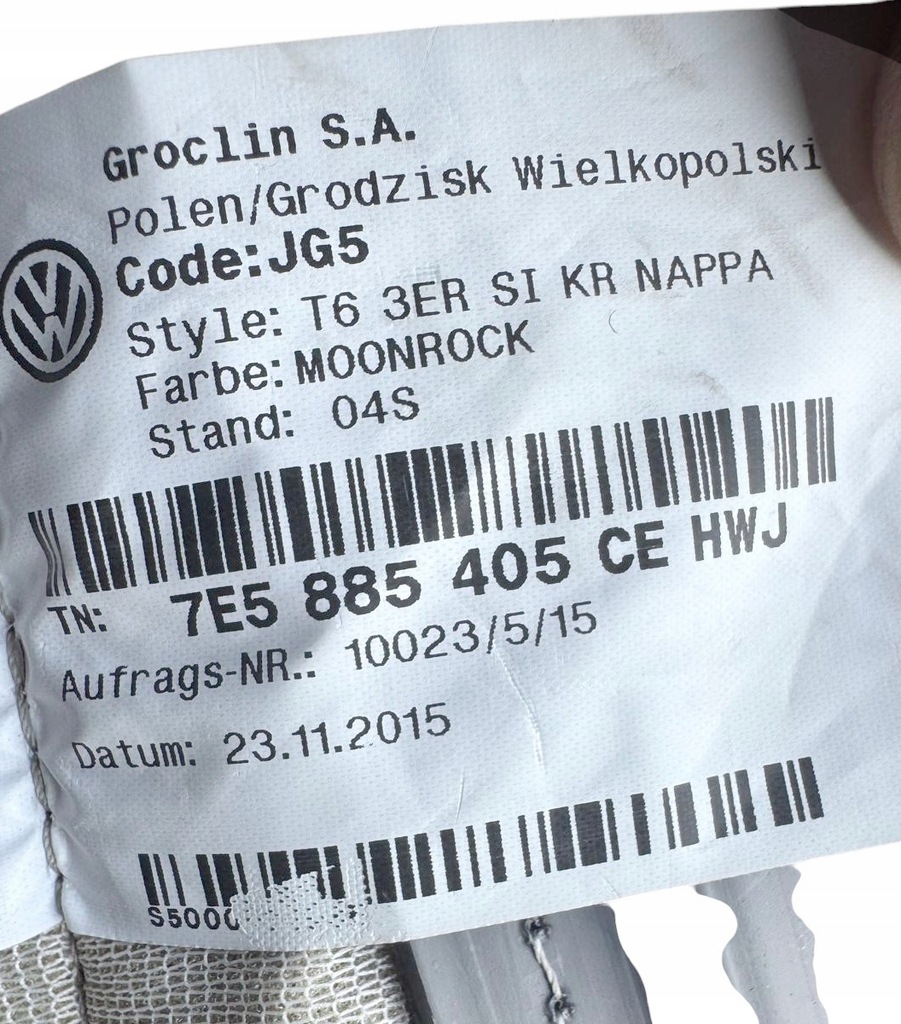 Groclin S.A.
Polen/Grodzisk Wielkopolski
Code:JG5
Style: T6 3ER SI KR NAPPA
Farbe: MOONROCK
Stand: 04S
TN: 7E5 885 405 CE HWJ
Aufrags-NR.: 10023/5/15
Datum: 23.11.2015